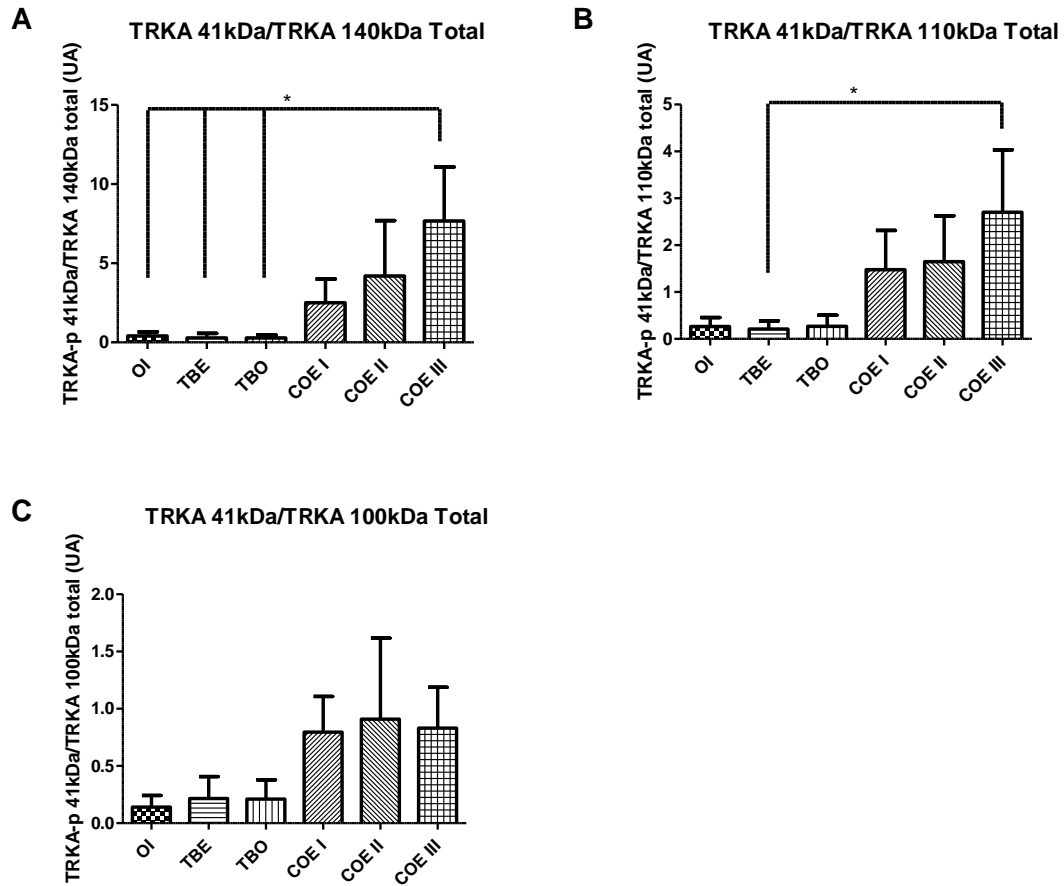 A
TRKA 41kDa/TRKA 140kDa Total
TRKA-p 41kDa/TRKA 140kDa total (UA)
15
10
5
0
*
OI
TBE
TBO
COE I
COE II
COE III
B
TRKA 41kDa/TRKA 110kDa Total
TRKA-p 41kDa/TRKA 110kDa total (UA)
5
4
3
2
1
0
*
OI
TBE
TBO
COE I
COE II
COE III
C
TRKA 41kDa/TRKA 100kDa Total
TRKA-p 41kDa/TRKA 100kDa total (UA)
2.0
1.5
1.0
0.5
0.0
OI
TBE
TBO
COE I
COE II
COE III